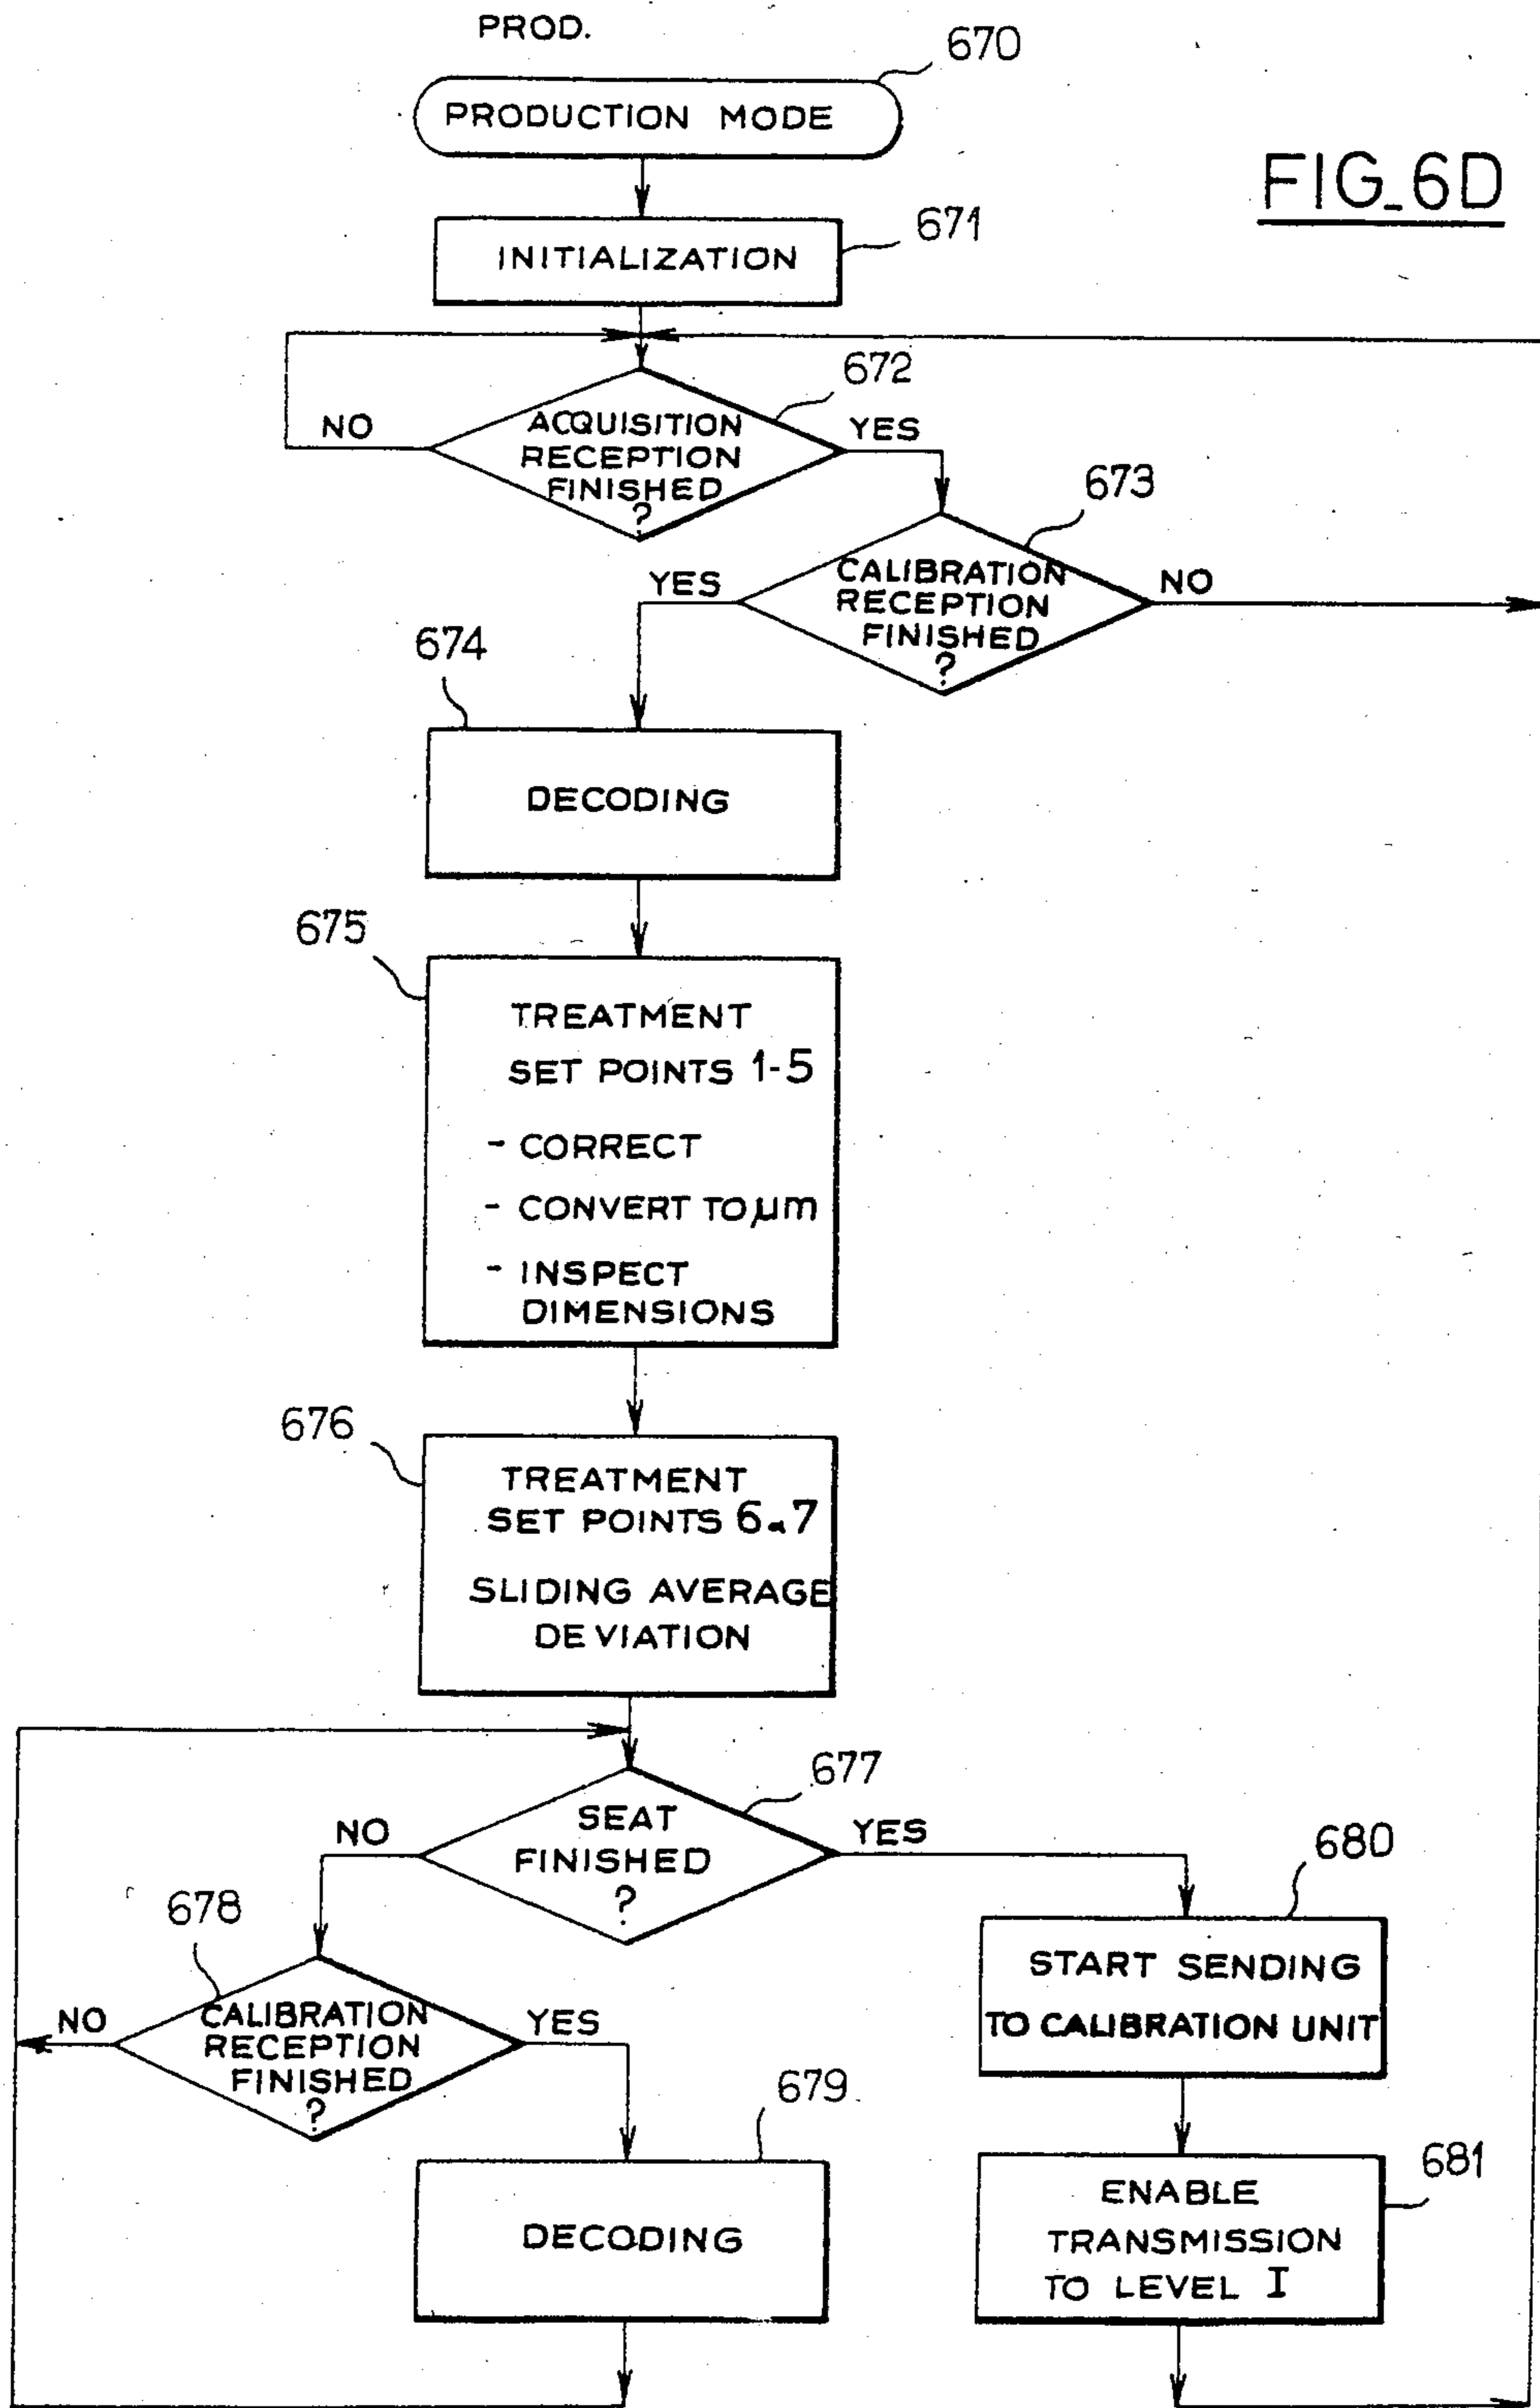 PROD.
670
PRODUCTION MODE
FIG_6D
671
INITIALIZATION
672
NO
ACQUISITION
RECEPTION
FINISHED
?
YES
673
YES
CALIBRATION
RECEPTION
FINISHED
?
NO
674
DECODING
675
TREATMENT
SET POINTS 1-5
- CORRECT
- CONVERT TO µm
- INSPECT
DIMENSIONS
676
TREATMENT
SET POINTS 6.7
SLIDING AVERAGE
DEVIATION
677
NO
SEAT
FINISHED
?
YES
680
678
START SENDING
TO CALIBRATION UNIT
NO
CALIBRATION
RECEPTION
FINISHED
?
YES
679
681
DECODING
ENABLE
TRANSMISSION
TO LEVEL I